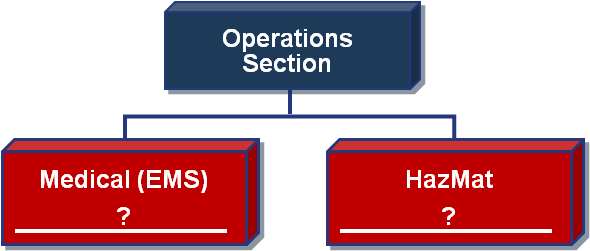 Operations
Section
Medical (EMS)
?
HazMat
?